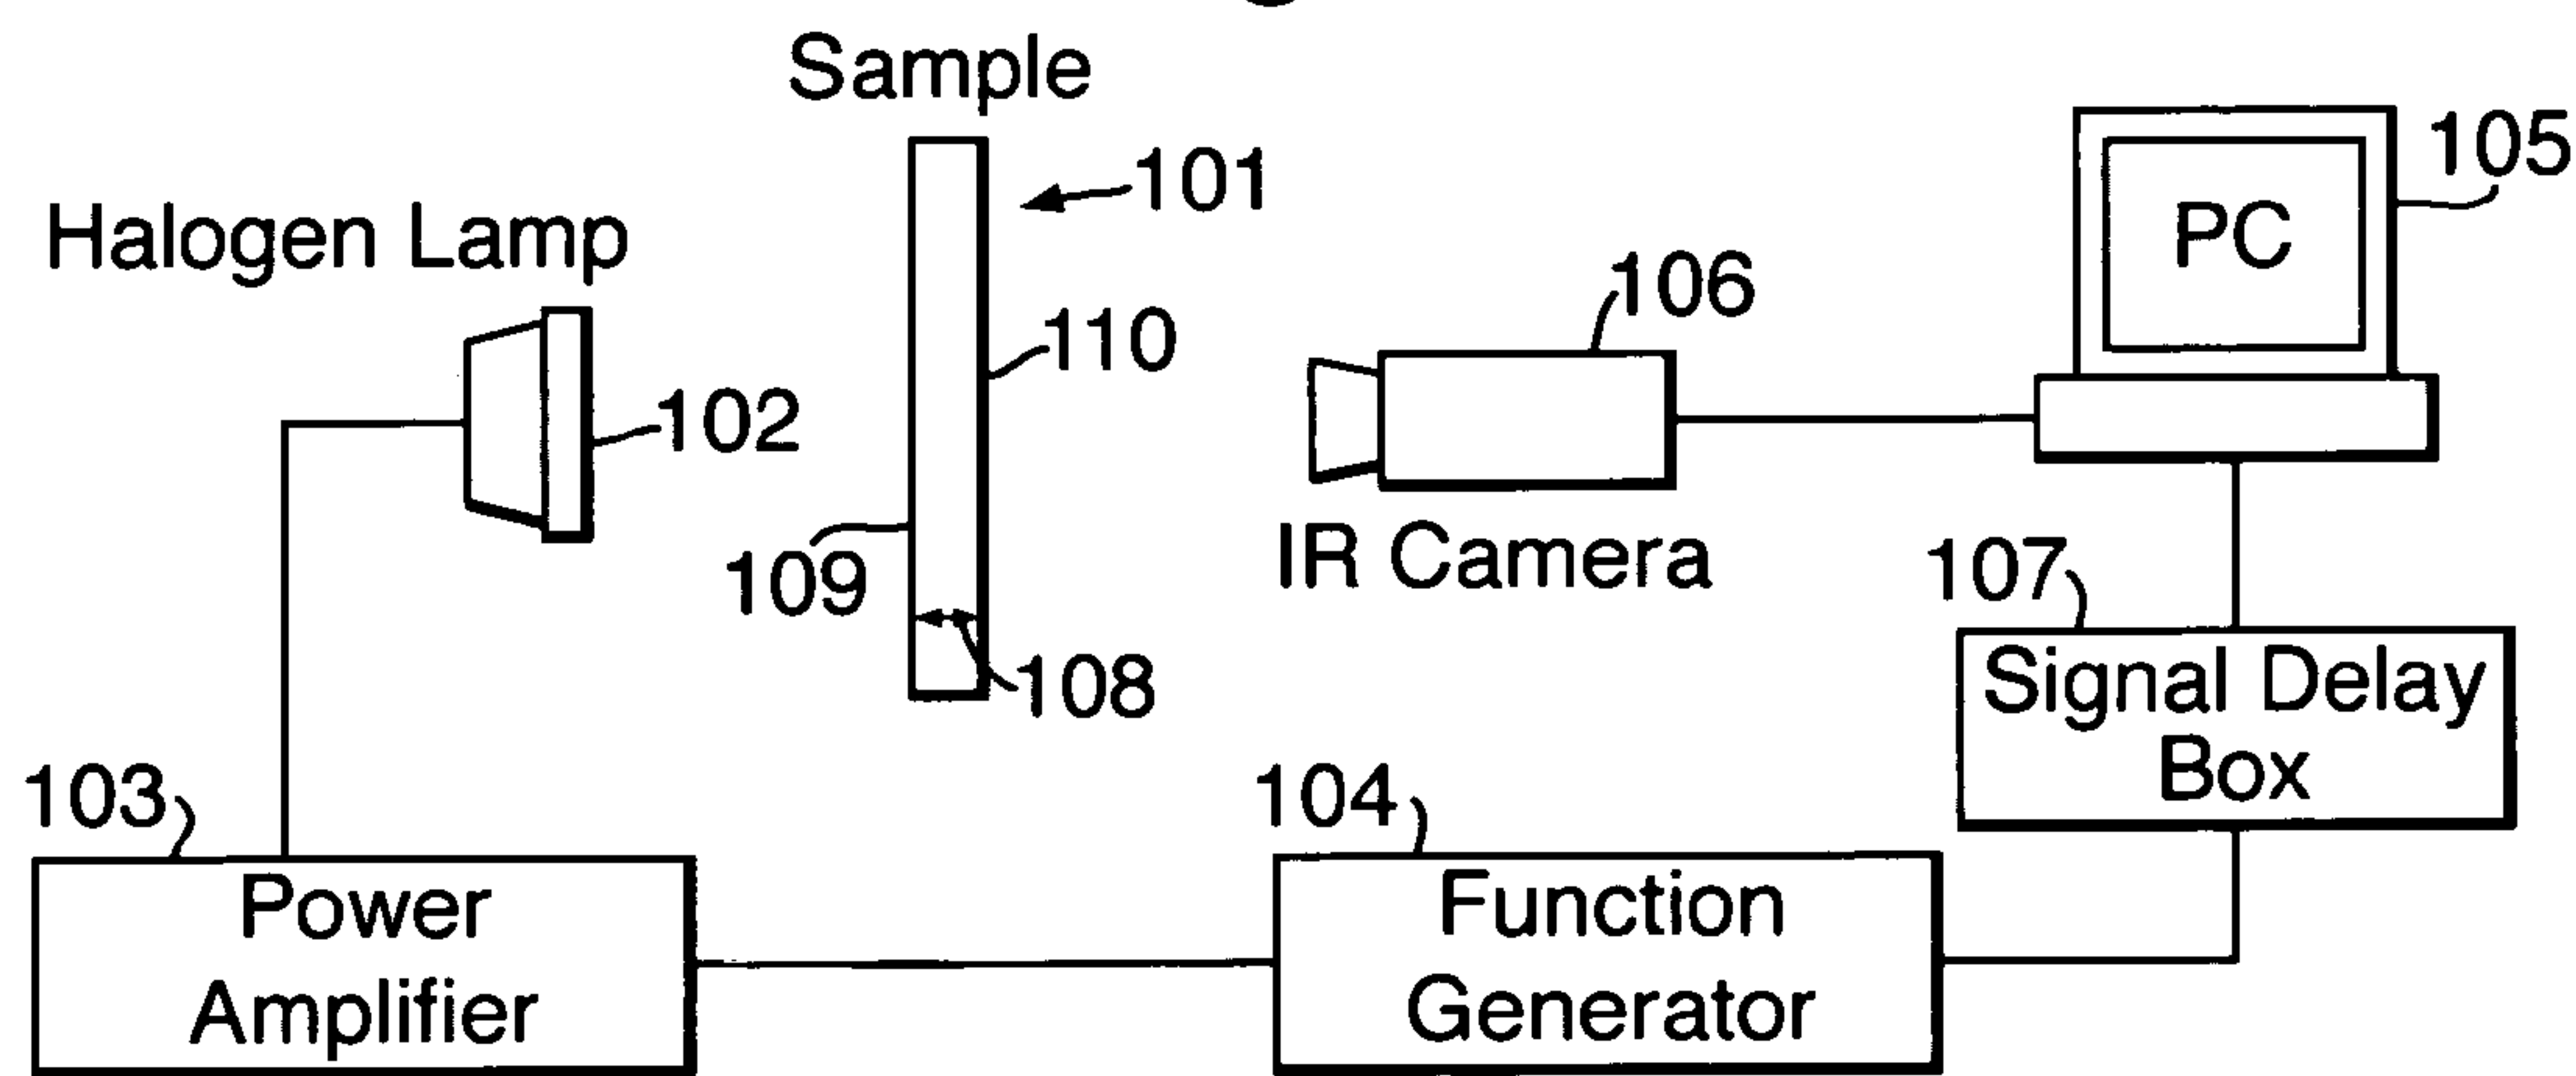 Sample
101
105
Halogen Lamp
PC
106
110
102
109
IR Camera
107
108
Signal Delay
Box
103
104
Power
Amplifier
Function
Generator